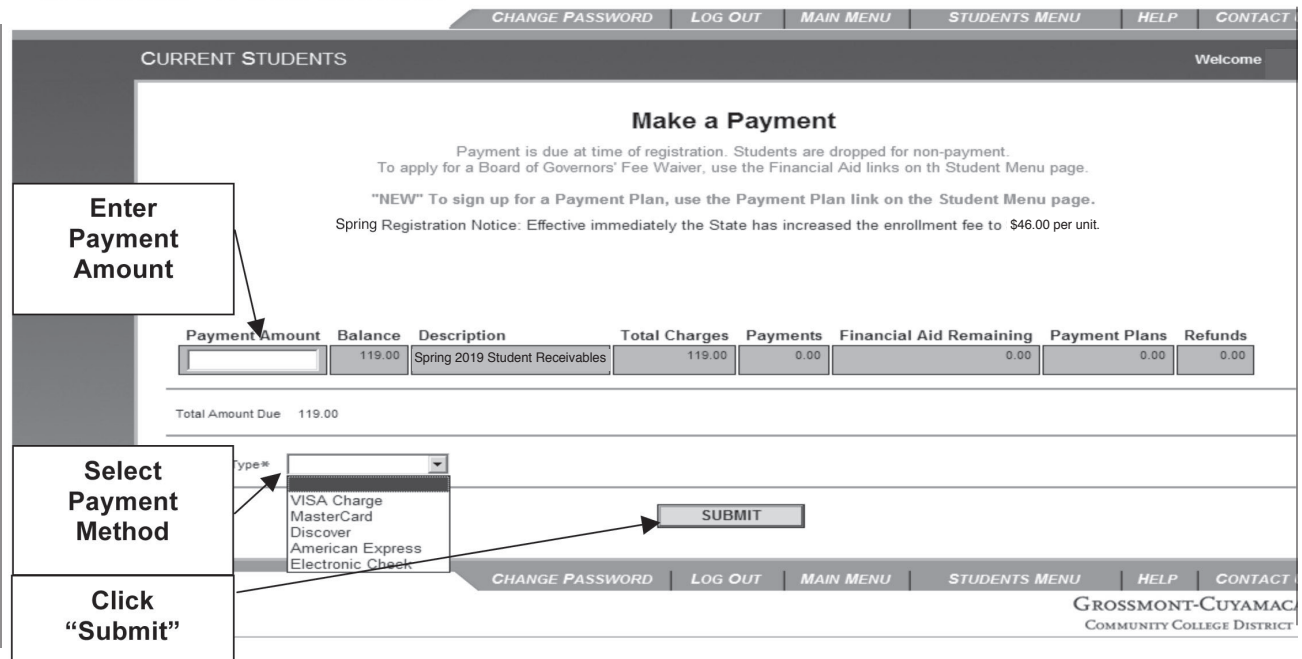 CHANGE PASSWORD | LOG OUT | MAIN MENU | STUDENTS MENU | HELP | CONTACT
CURRENT STUDENTS Welcome
Make a Payment
Payment is due at time of registration. Students are dropped for non-payment.
To apply for a Board of Governors' Fee Waiver, use the Financial Aid links on th Student Menu page.
"NEW" To sign up for a Payment Plan, use the Payment Plan link on the Student Menu page.
Spring Registration Notice: Effective immediately the State has increased the enrollment fee to $46.00 per unit.
Enter
Payment
Amount
Payment Amount Balance Description Total Charges Payments Financial Aid Remaining Payment Plans Refunds
119.00 Spring 2019 Student Receivables 119.00 0.00 0.00 0.00 0.00
Total Amount Due 119.00
Select
Payment
Method
Type*
VISA Charge
MasterCard
Discover
American Express
Electronic Check
SUBMIT
Click
“Submit”
CHANGE PASSWORD | LOG OUT | MAIN MENU | STUDENTS MENU | HELP | CONTACT
GROSSMONT-CUYAMACA
COMMUNITY COLLEGE DISTRICT